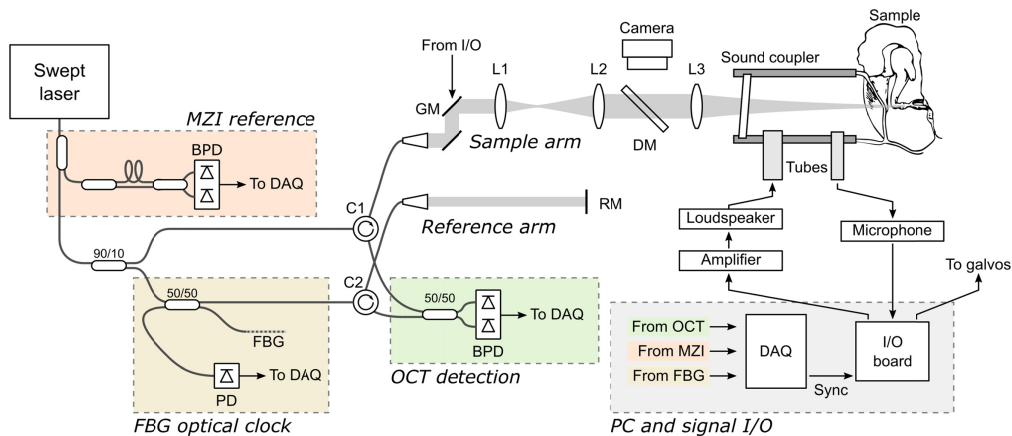 Swept
laser
MZI reference
BPD
To DAQ
90/10
50/50
FBG
To DAQ
PD
FBG optical clock
C1
C2
50/50
To DAQ
BPD
OCT detection
From I/O
GM
L1
L2
Camera
L3
DM
Sample arm
Reference arm
RM
Sound coupler
Sample
Tubes
Loudspeaker
Amplifier
Microphone
To galvos
From OCT
From MZI
From FBG
DAQ
Sync
I/O
board
PC and signal I/O